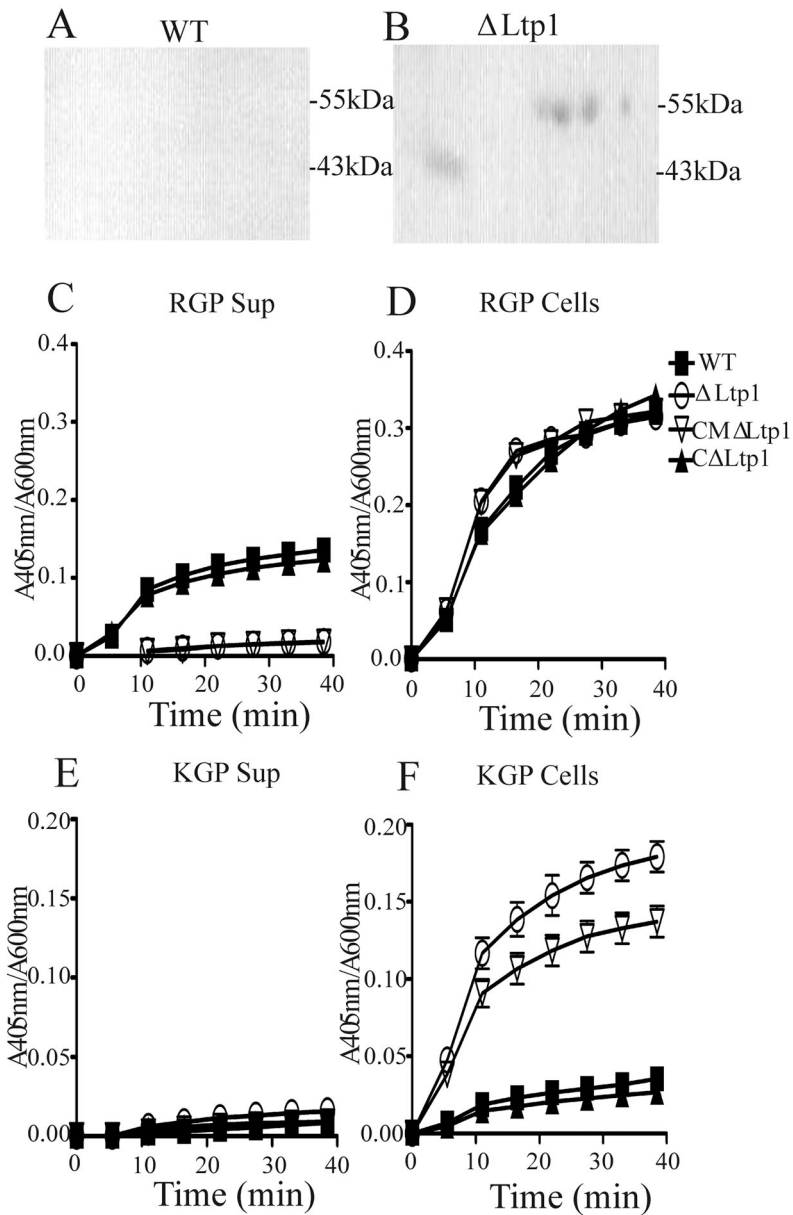 A
WT
-55kDa
-43kDa
B
ΔLtp1
-55kDa
-43kDa
C
RGP Sup
A405nm/A600nm
0.4
0.3
0.2
0.1
0.0
0 10 20 30 40
Time (min)
D
RGP Cells
A405nm/A600nm
0.4
0.3
0.2
0.1
0.0
0 10 20 30 40
Time (min)
WT
ΔLtp1
CMΔLtp1
CΔLtp1
E
KGP Sup
A405nm/A600nm
0.20
0.15
0.10
0.05
0.00
0 10 20 30 40
Time (min)
F
KGP Cells
A405nm/A600nm
0.20
0.15
0.10
0.05
0.00
0 10 20 30 40
Time (min)